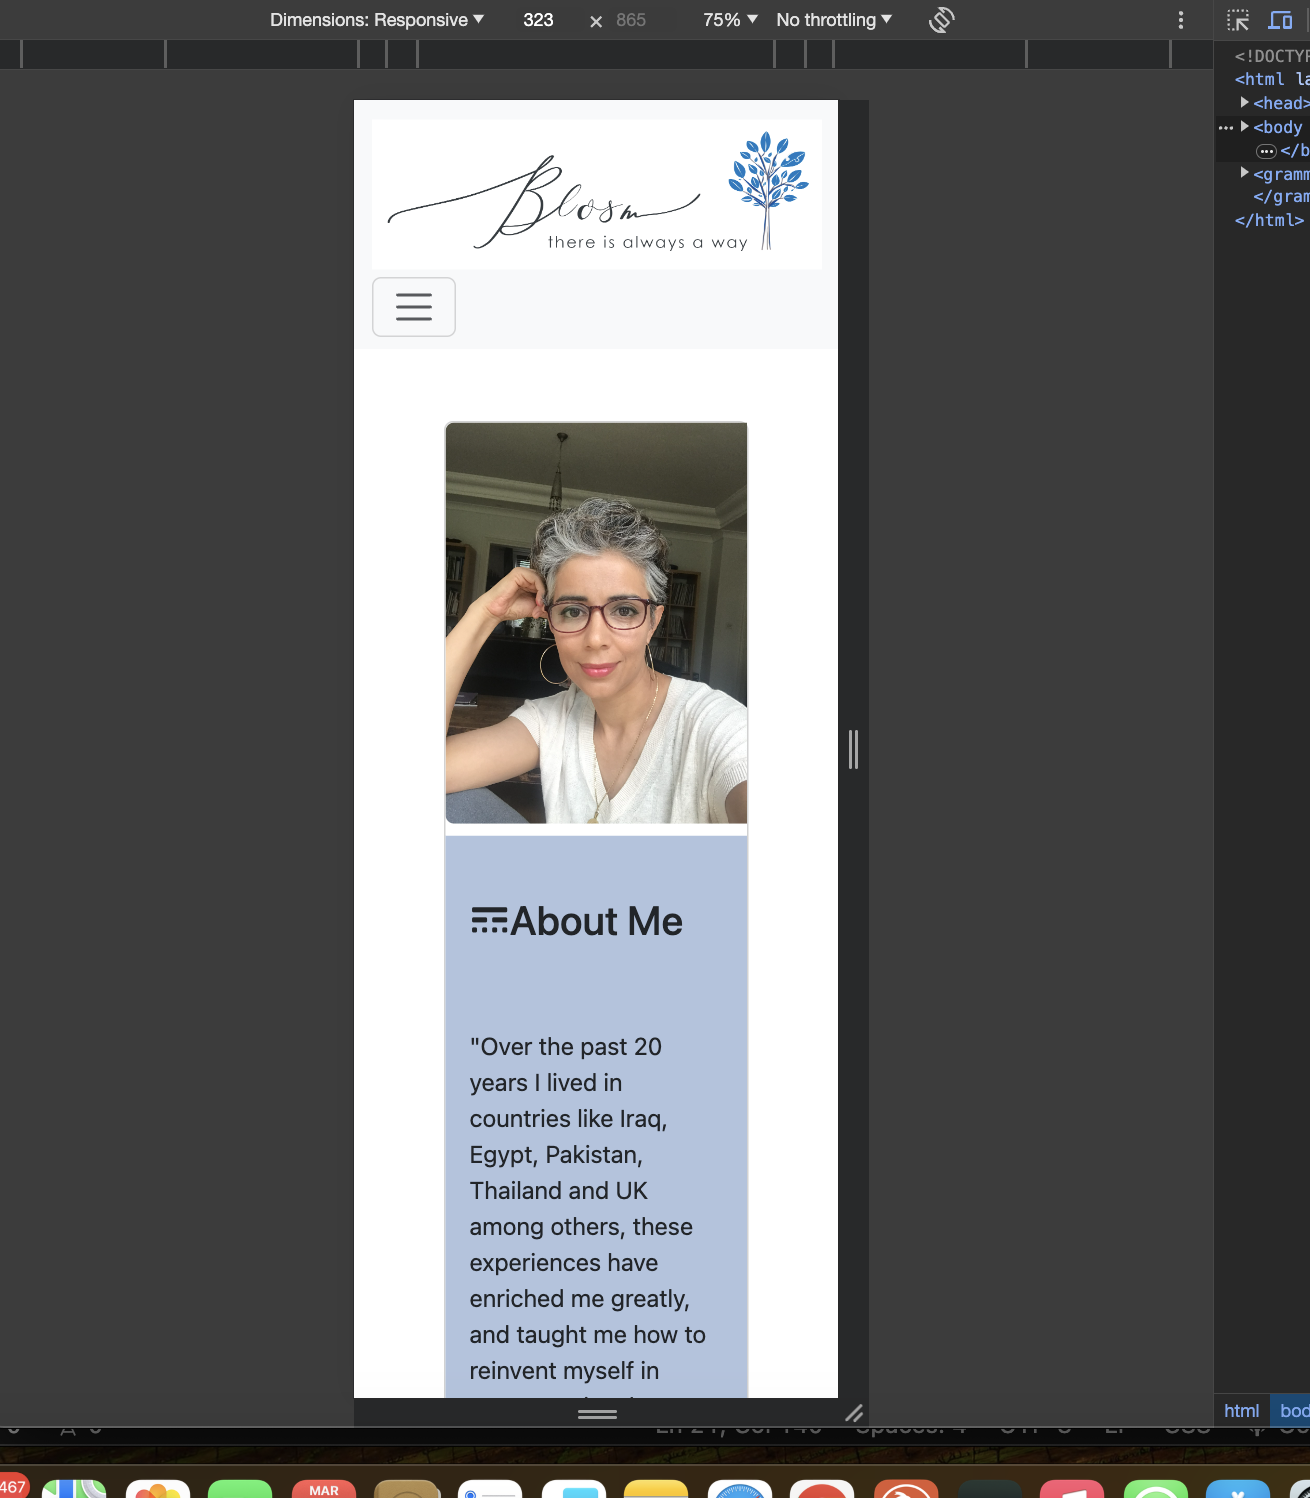 Dimensions: Responsive ▼ 323 × 865 75% ▼ No throttling ▼
<!DOCTYP
<html la
<head>
<body
</b
<gramm
</gram
</html>
Blosm
there is always a way
About Me
"Over the past 20
years I lived in
countries like Iraq,
Egypt, Pakistan,
Thailand and UK
among others, these
experiences have
enriched me greatly,
and taught me how to
reinvent myself in
html bod
467
MAR